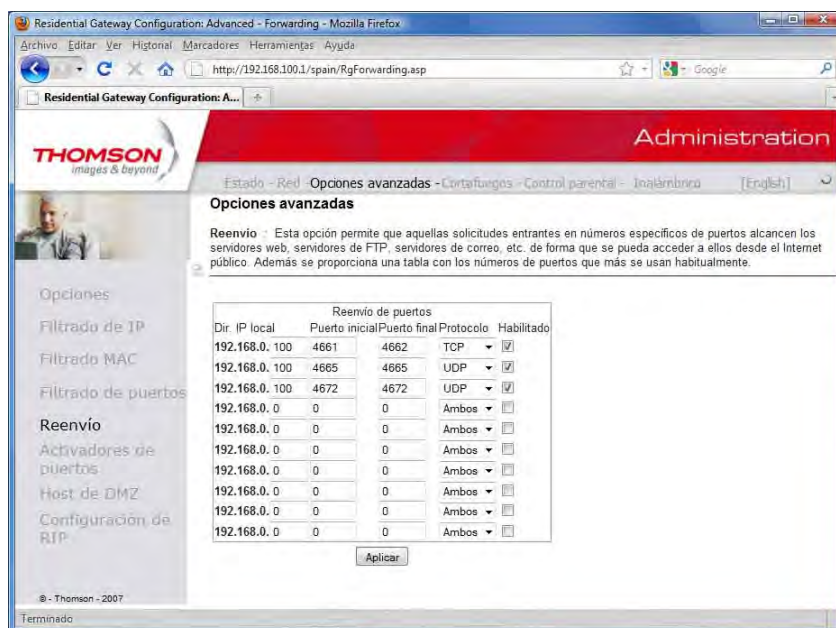 Residential Gateway Configuration: Advanced - Forwarding - Mozilla Firefox
Archivo Editar Ver Historial Marcadores Herramientas Ayuda
http://192.168.100.1/spain/RgForwarding.asp
Google
Residential Gateway Configuration: A...
THOMSON
images & beyond
Administration
Estado - Red - Opciones avanzadas - Cortafuegos - Control parental - Inalámbrico [English]
Opciones avanzadas
Reenvío : Esta opción permite que aquellas solicitudes entrantes en números específicos de puertos alcancen los
servidores web, servidores de FTP, servidores de correo, etc. de forma que se pueda acceder a ellos desde el Internet
público. Además se proporciona una tabla con los números de puertos que más se usan habitualmente.
Opciones
Filtrado de IP
Filtrado MAC
Filtrado de puertos
Reenvío
Activadores de
puertos
Host de DMZ
Configuración de
RIP
Reenvío de puertos
Dir. IP local Puerto inicial Puerto final Protocolo Habilitado
192.168.0. 100 4661 4662 TCP
192.168.0. 100 4665 4665 UDP
192.168.0. 100 4672 4672 UDP
192.168.0. 0 0 0 Ambos
192.168.0. 0 0 0 Ambos
192.168.0. 0 0 0 Ambos
192.168.0. 0 0 0 Ambos
192.168.0. 0 0 0 Ambos
192.168.0. 0 0 0 Ambos
192.168.0. 0 0 0 Ambos
Aplicar
© - Thomson - 2007
Terminado